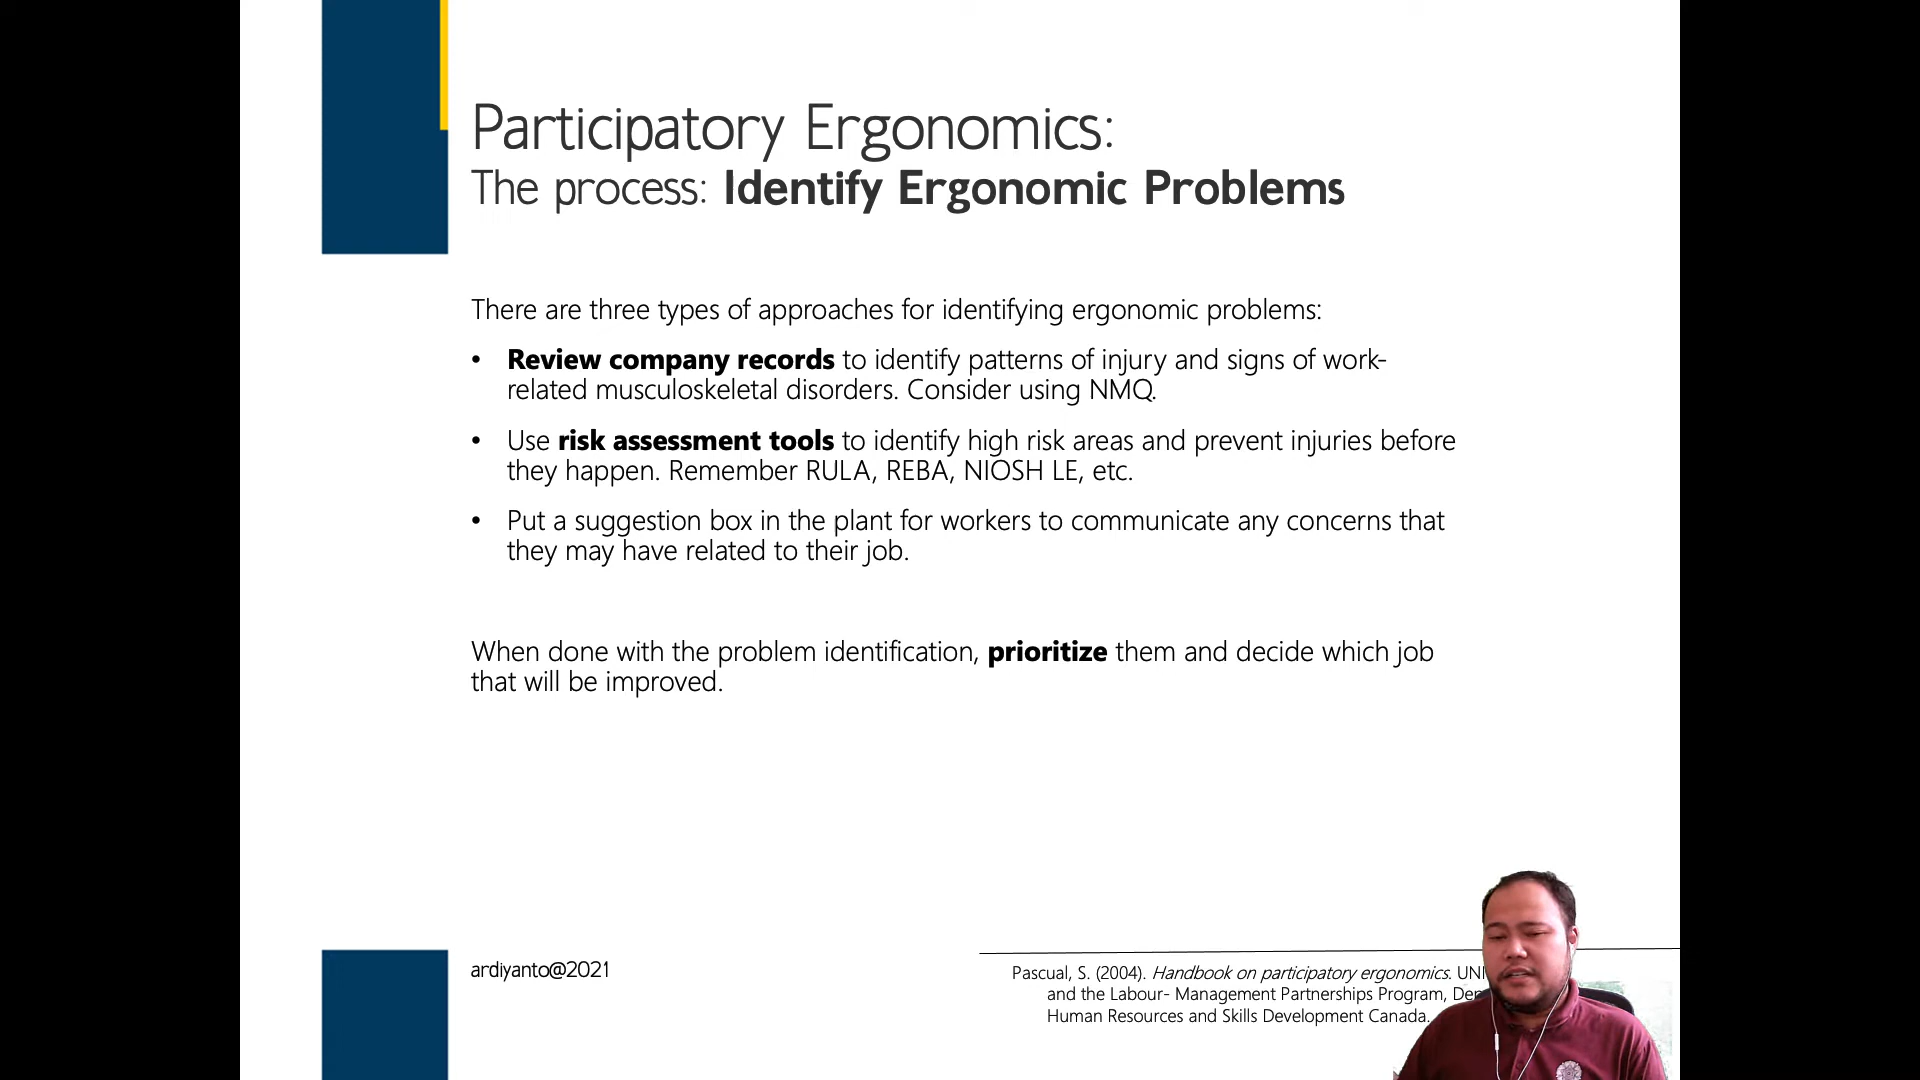 Participatory Ergonomics:
The process: Identify Ergonomic Problems
There are three types of approaches for identifying ergonomic problems:
• Review company records to identify patterns of injury and signs of work-
related musculoskeletal disorders. Consider using NMQ.
• Use risk assessment tools to identify high risk areas and prevent injuries before
they happen. Remember RULA, REBA, NIOSH LE, etc.
• Put a suggestion box in the plant for workers to communicate any concerns that
they may have related to their job.
When done with the problem identification, prioritize them and decide which job
that will be improved.
ardiyanto@2021
Pascual, S. (2004). Handbook on participatory ergonomics.
and the Labour- Management Partnerships Program,
Human Resources and Skills Development Canada.